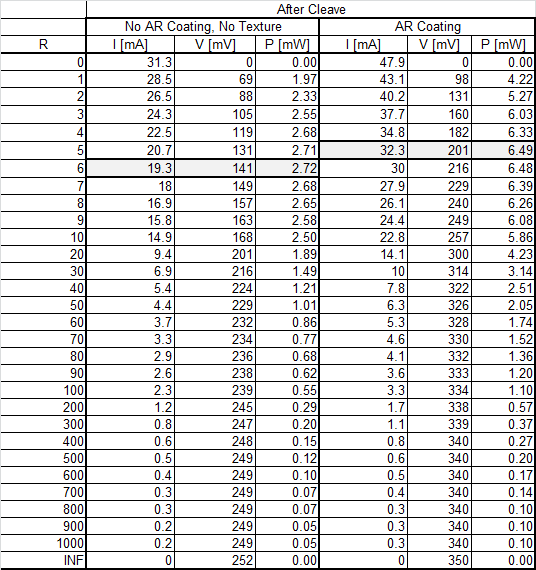 After Cleave
No AR Coating, No Texture AR Coating
R I [mA] V [mV] P [mW] I [mA] V [mV] P [mW]
0 31.3 0 0.00 47.9 0 0.00
1 28.5 69 1.97 43.1 98 4.22
2 26.5 88 2.33 40.2 131 5.27
3 24.3 105 2.55 37.7 160 6.03
4 22.5 119 2.68 34.8 182 6.33
5 20.7 131 2.71 32.3 201 6.49
6 19.3 141 2.72 30 216 6.48
7 18 149 2.68 27.9 229 6.39
8 16.9 157 2.65 26.1 240 6.26
9 15.8 163 2.58 24.4 249 6.08
10 14.9 168 2.50 22.8 257 5.86
20 9.4 201 1.89 14.1 300 4.23
30 6.9 216 1.49 10 314 3.14
40 5.4 224 1.21 7.8 322 2.51
50 4.4 229 1.01 6.3 326 2.05
60 3.7 232 0.86 5.3 328 1.74
70 3.3 234 0.77 4.6 330 1.52
80 2.9 236 0.68 4.1 332 1.36
90 2.6 238 0.62 3.6 333 1.20
100 2.3 239 0.55 3.3 334 1.10
200 1.2 245 0.29 1.7 338 0.57
300 0.8 247 0.20 1.1 339 0.37
400 0.6 248 0.15 0.8 340 0.27
500 0.5 249 0.12 0.6 340 0.20
600 0.4 249 0.10 0.5 340 0.17
700 0.3 249 0.07 0.4 340 0.14
800 0.3 249 0.07 0.3 340 0.10
900 0.2 249 0.05 0.3 340 0.10
1000 0.2 249 0.05 0.3 340 0.10
INF 0 252 0.00 0 350 0.00